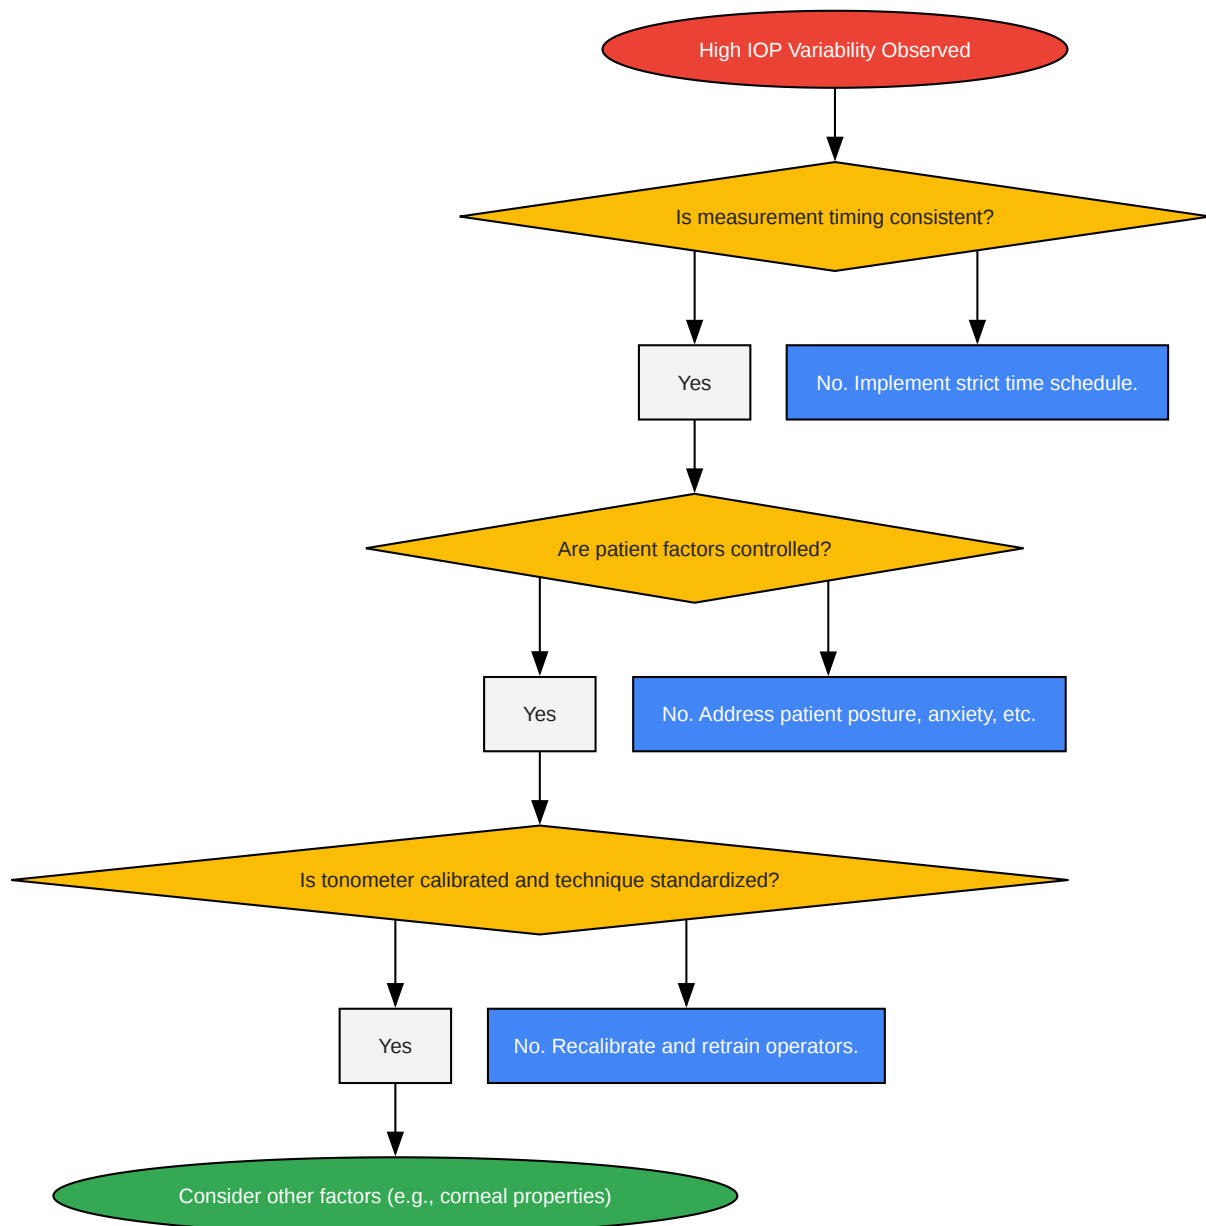 High IOP Variability Observed
Is measurement timing consistent?
Yes
No. Implement strict time schedule.
Are patient factors controlled?
Yes
No. Address patient posture, anxiety, etc.
Is tonometer calibrated and technique standardized?
Yes
No. Recalibrate and retrain operators.
Consider other factors (e.g., corneal properties)